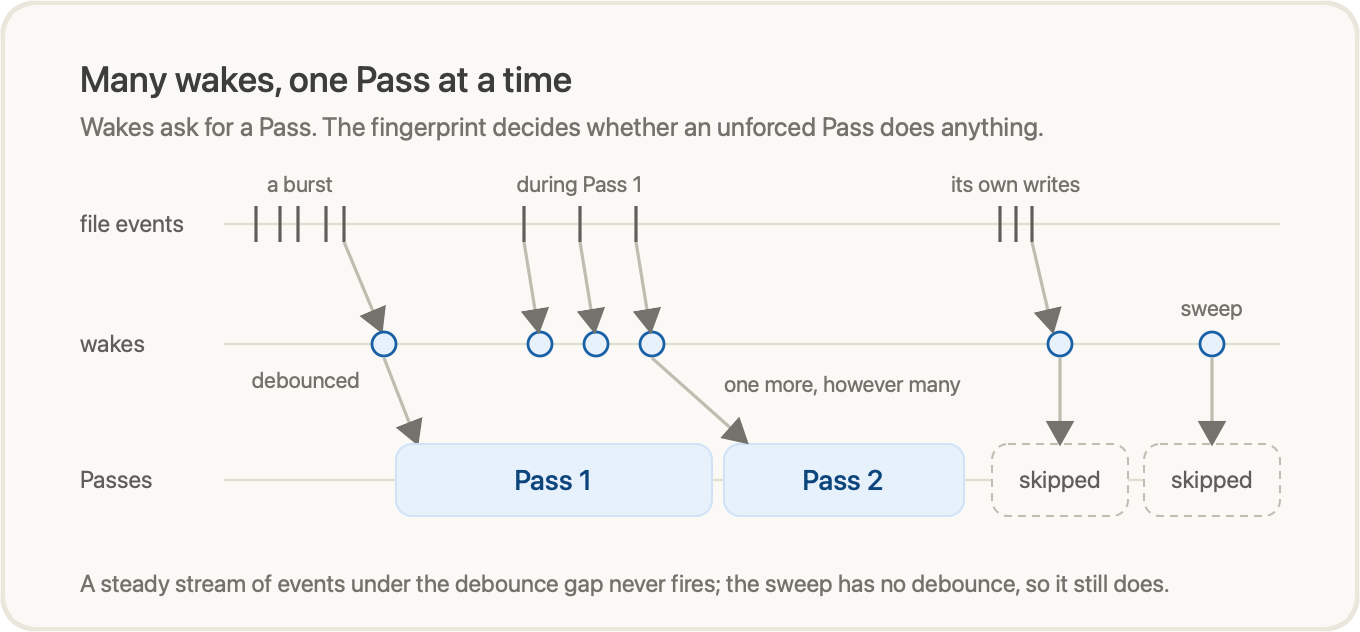 Many wakes, one Pass at a time
Wakes ask for a Pass. The fingerprint decides whether an unforced Pass does anything.
a burst
during Pass 1
its own writes
file events
sweep
wakes
debounced
one more, however many
Passes
Pass 1
Pass 2
skipped
skipped
A steady stream of events under the debounce gap never fires; the sweep has no debounce, so it still does.